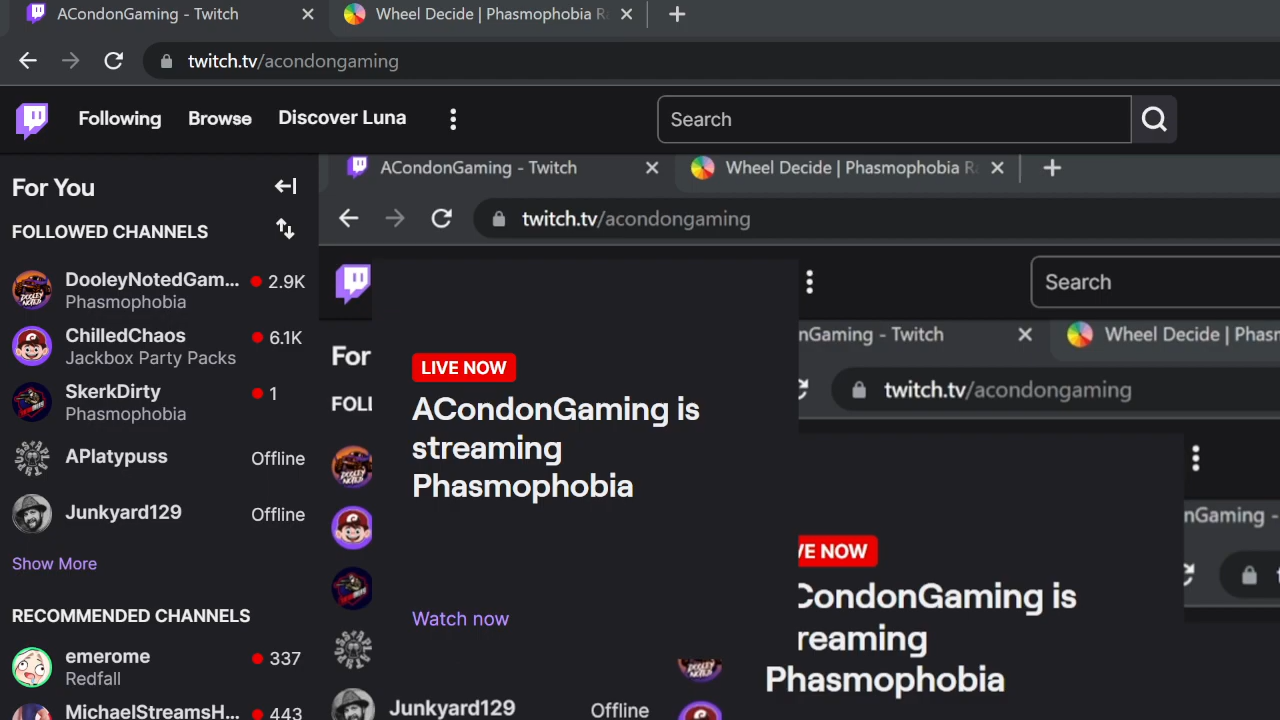 ACondonGaming - Twitch
Wheel Decide | Phasmophobia R
twitch.tv/acondongaming
Following
Browse
Discover Luna
Search
For You
FOLLOWED CHANNELS
DooleyNotedGam... 2.9K
Phasmophobia
ChilledChaos 6.1K
Jackbox Party Packs
SkerkDirty 1
Phasmophobia
APlatypuss Offline
Junkyard129 Offline
Show More
RECOMMENDED CHANNELS
emerome 337
Redfall
MichaelStreamsH... 443
ACondonGaming - Twitch
Wheel Decide | Phasmophobia R
twitch.tv/acondongaming
Search
For
FOLL
LIVE NOW
ACondonGaming is
streaming
Phasmophobia
Watch now
Junkyard129 Offline
nGaming - Twitch
Wheel Decide | Phasm
twitch.tv/acondongaming
VE NOW
CondonGaming is
reaming
Phasmophobia
nGaming -